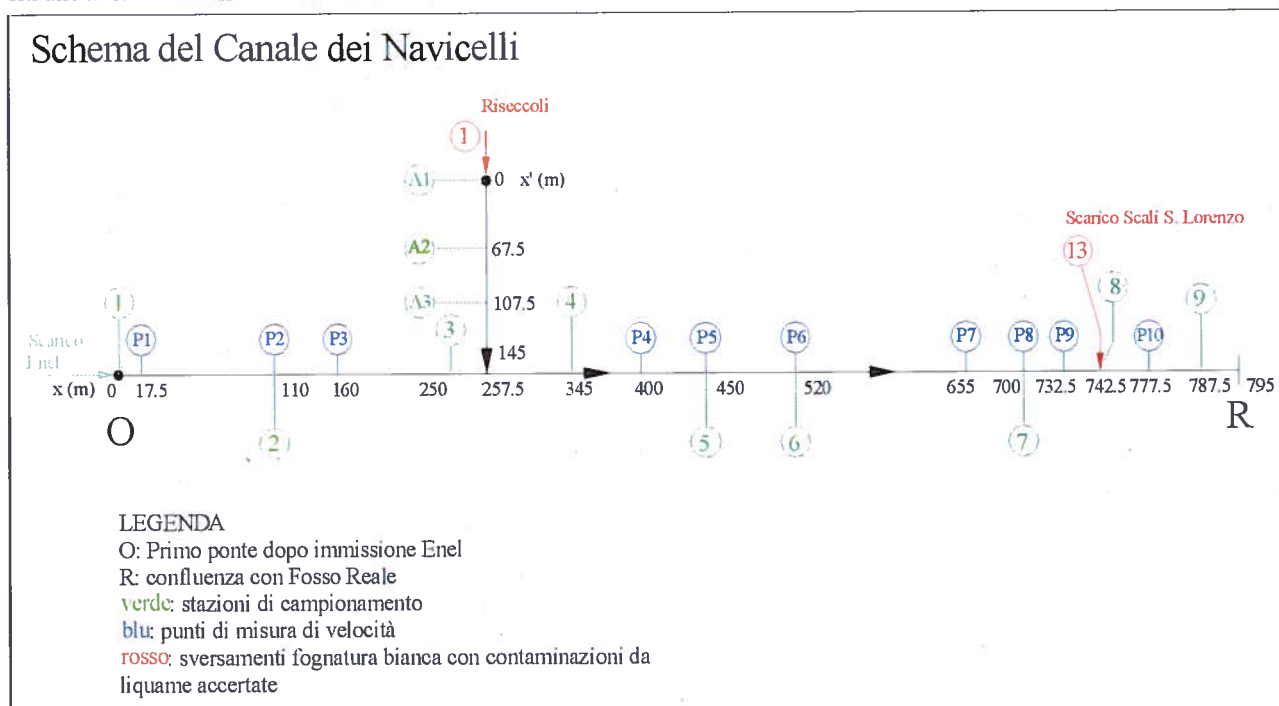 Schema del Canale dei Navicelli
Riseccoli
1
A1 0 x' (m)
A2 67.5
A3 107.5
145
Scarico Scali S. Lorenzo
13
1 3 4 8 9
Scarico
Enel
P1 P2 P3 P4 P5 P6 P7 P8 P9 P10
x (m) 0 17.5 110 160 250 257.5 345 400 450 520 655 700 732.5 742.5 777.5 787.5 795
O R
2 5 6 7
LEGENDA
O: Primo ponte dopo immissione Enel
R: confluenza con Fosso Reale
verde: stazioni di campionamento
blu: punti di misura di velocità
rosso: sversamenti fognatura bianca con contaminazioni da
liquame accertate